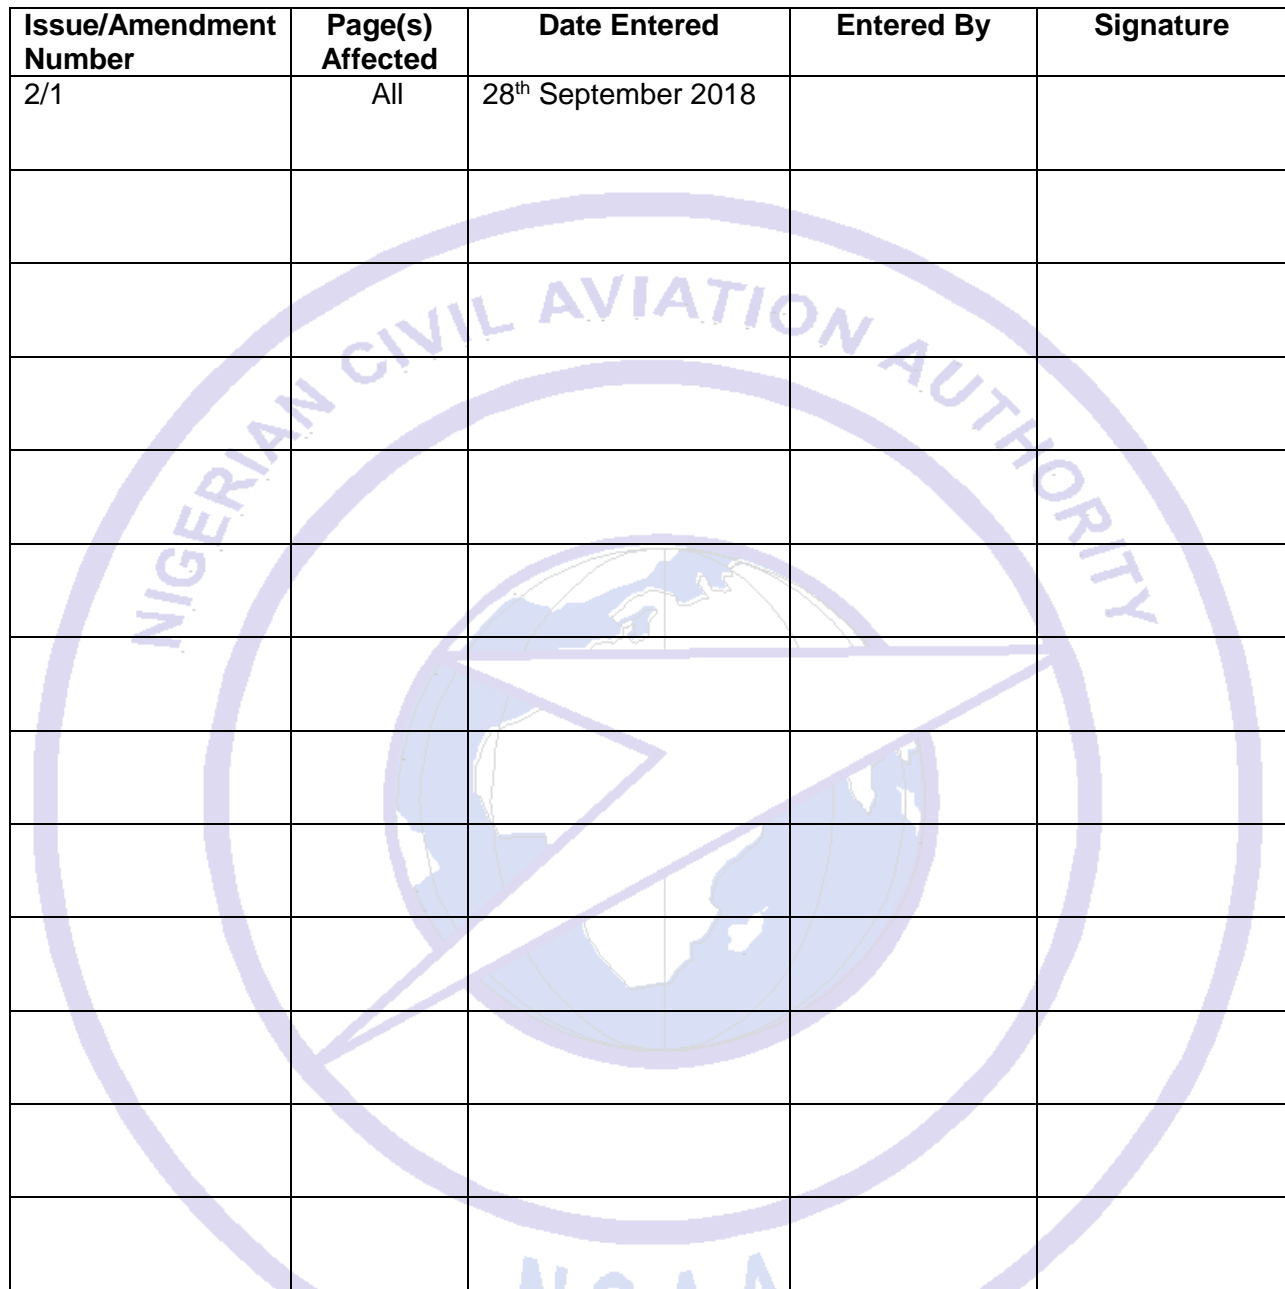 Issue/Amendment Number Page(s) Affected Date Entered Entered By Signature
2/1 All 28th September 2018
NIGERIAN CIVIL AVIATION AUTHORITY
NCAA